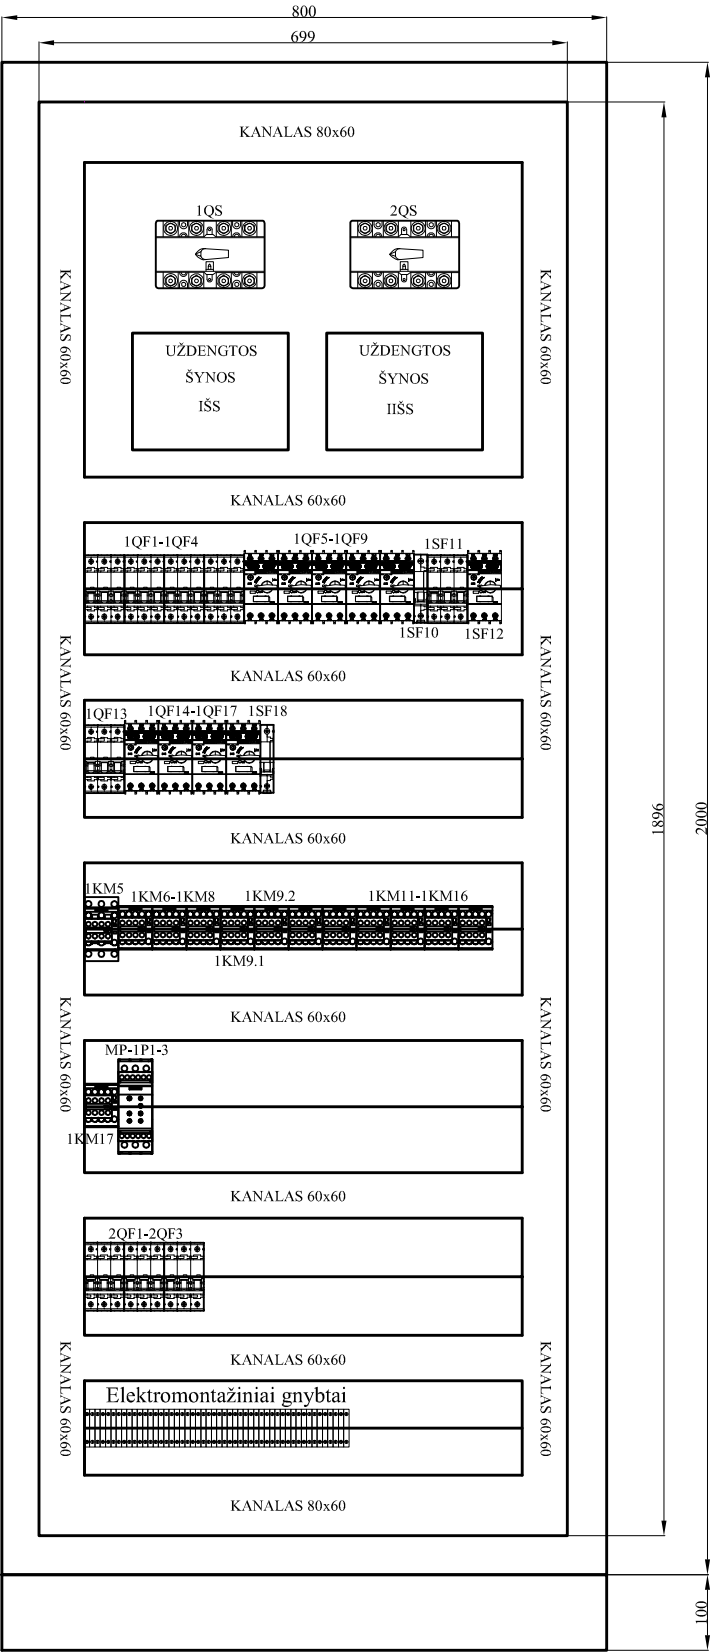 800
699
KANALAS 80x60
1QS
2QS
KANALAS 60x60
KANALAS 60x60
UŽDENGTOS
ŠYNOS
IŠS
UŽDENGTOS
ŠYNOS
IIŠS
KANALAS 60x60
1QF1-1QF4
1QF5-1QF9
1SF11
1SF10
1SF12
KANALAS 60x60
KANALAS 60x60
KANALAS 60x60
1QF13
1QF14-1QF17
1SF18
1896
2000
KANALAS 60x60
1KM5
1KM6-1KM8
1KM9.2
1KM11-1KM16
1KM9.1
KANALAS 60x60
KANALAS 60x60
KANALAS 60x60
MP-1P1-3
1KM17
KANALAS 60x60
2QF1-2QF3
KANALAS 60x60
KANALAS 60x60
KANALAS 60x60
Elektromontažiniai gnybtai
KANALAS 80x60
100